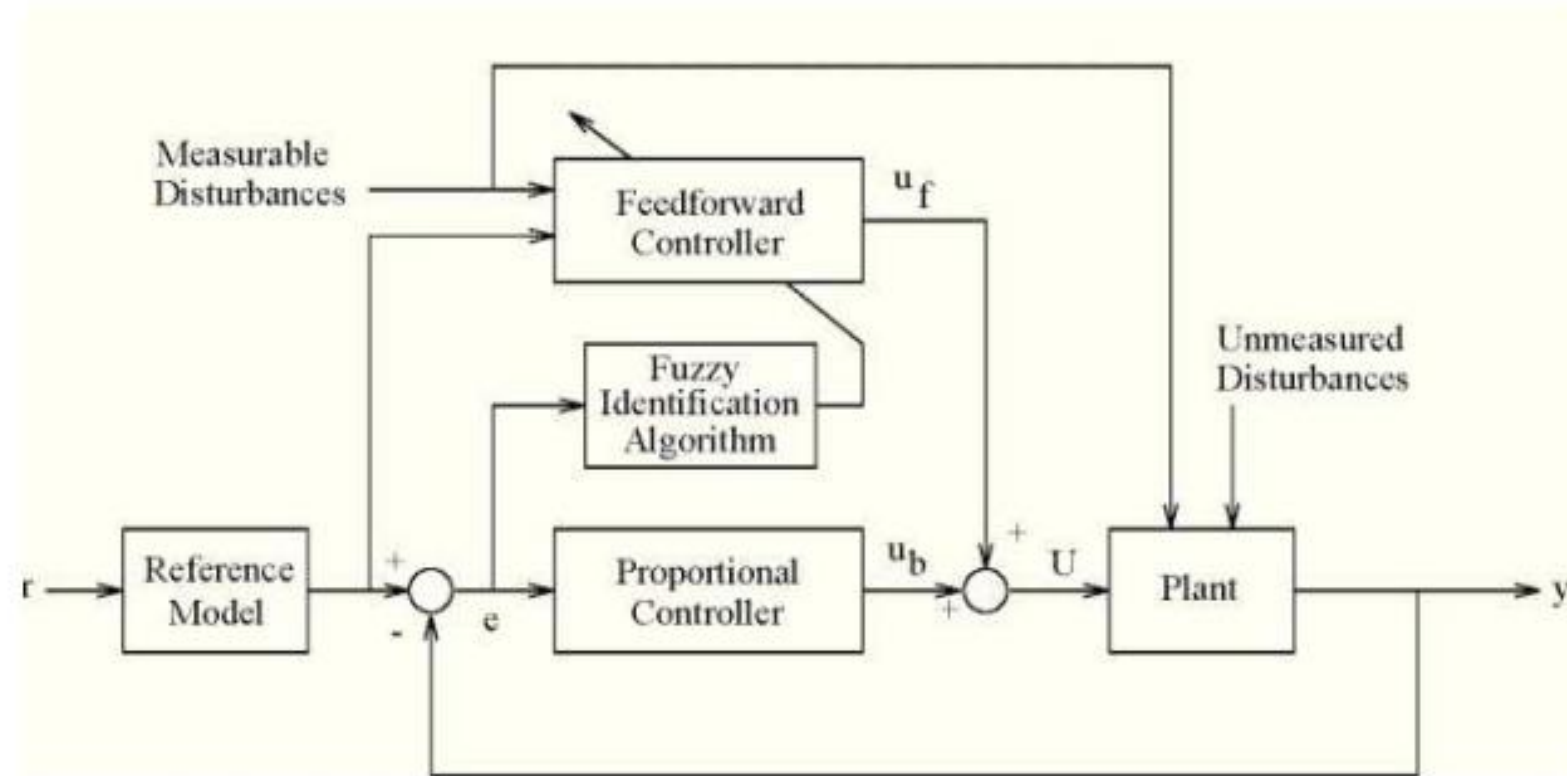 Measurable
Disturbances
Feedforward
Controller
u f
Fuzzy
Identification
Algorithm
Unmeasured
Disturbances
r
Reference
Model
+
-
e
Proportional
Controller
u b
+
+
U
Plant
y